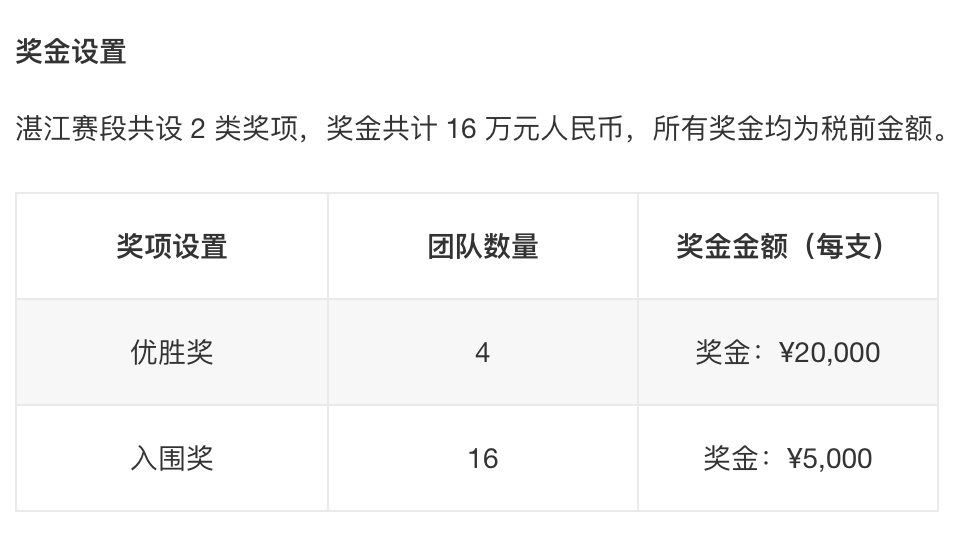 奖金设置
湛江赛段共设 2 类奖项，奖金共计 16 万元人民币，所有奖金均为税前金额。
奖项设置 团队数量 奖金金额（每支）
优胜奖 4 奖金：¥20,000
入围奖 16 奖金：¥5,000